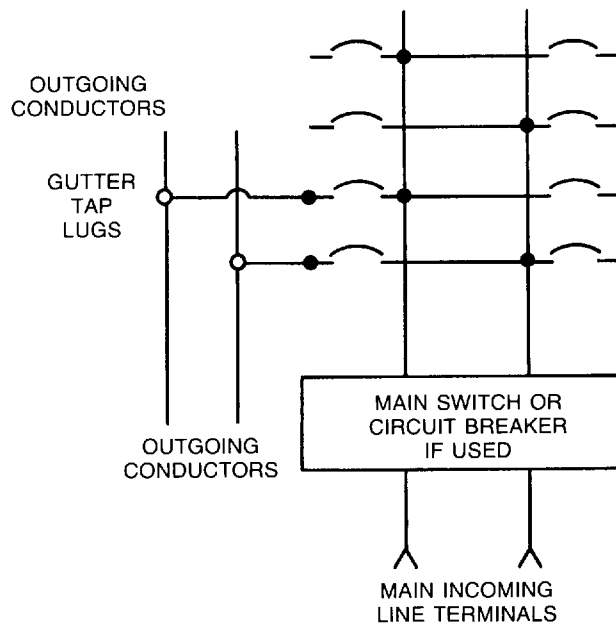 OUTGOING
CONDUCTORS
GUTTER
TAP
LUGS
OUTGOING
CONDUCTORS
MAIN SWITCH OR
CIRCUIT BREAKER
IF USED
MAIN INCOMING
LINE TERMINALS